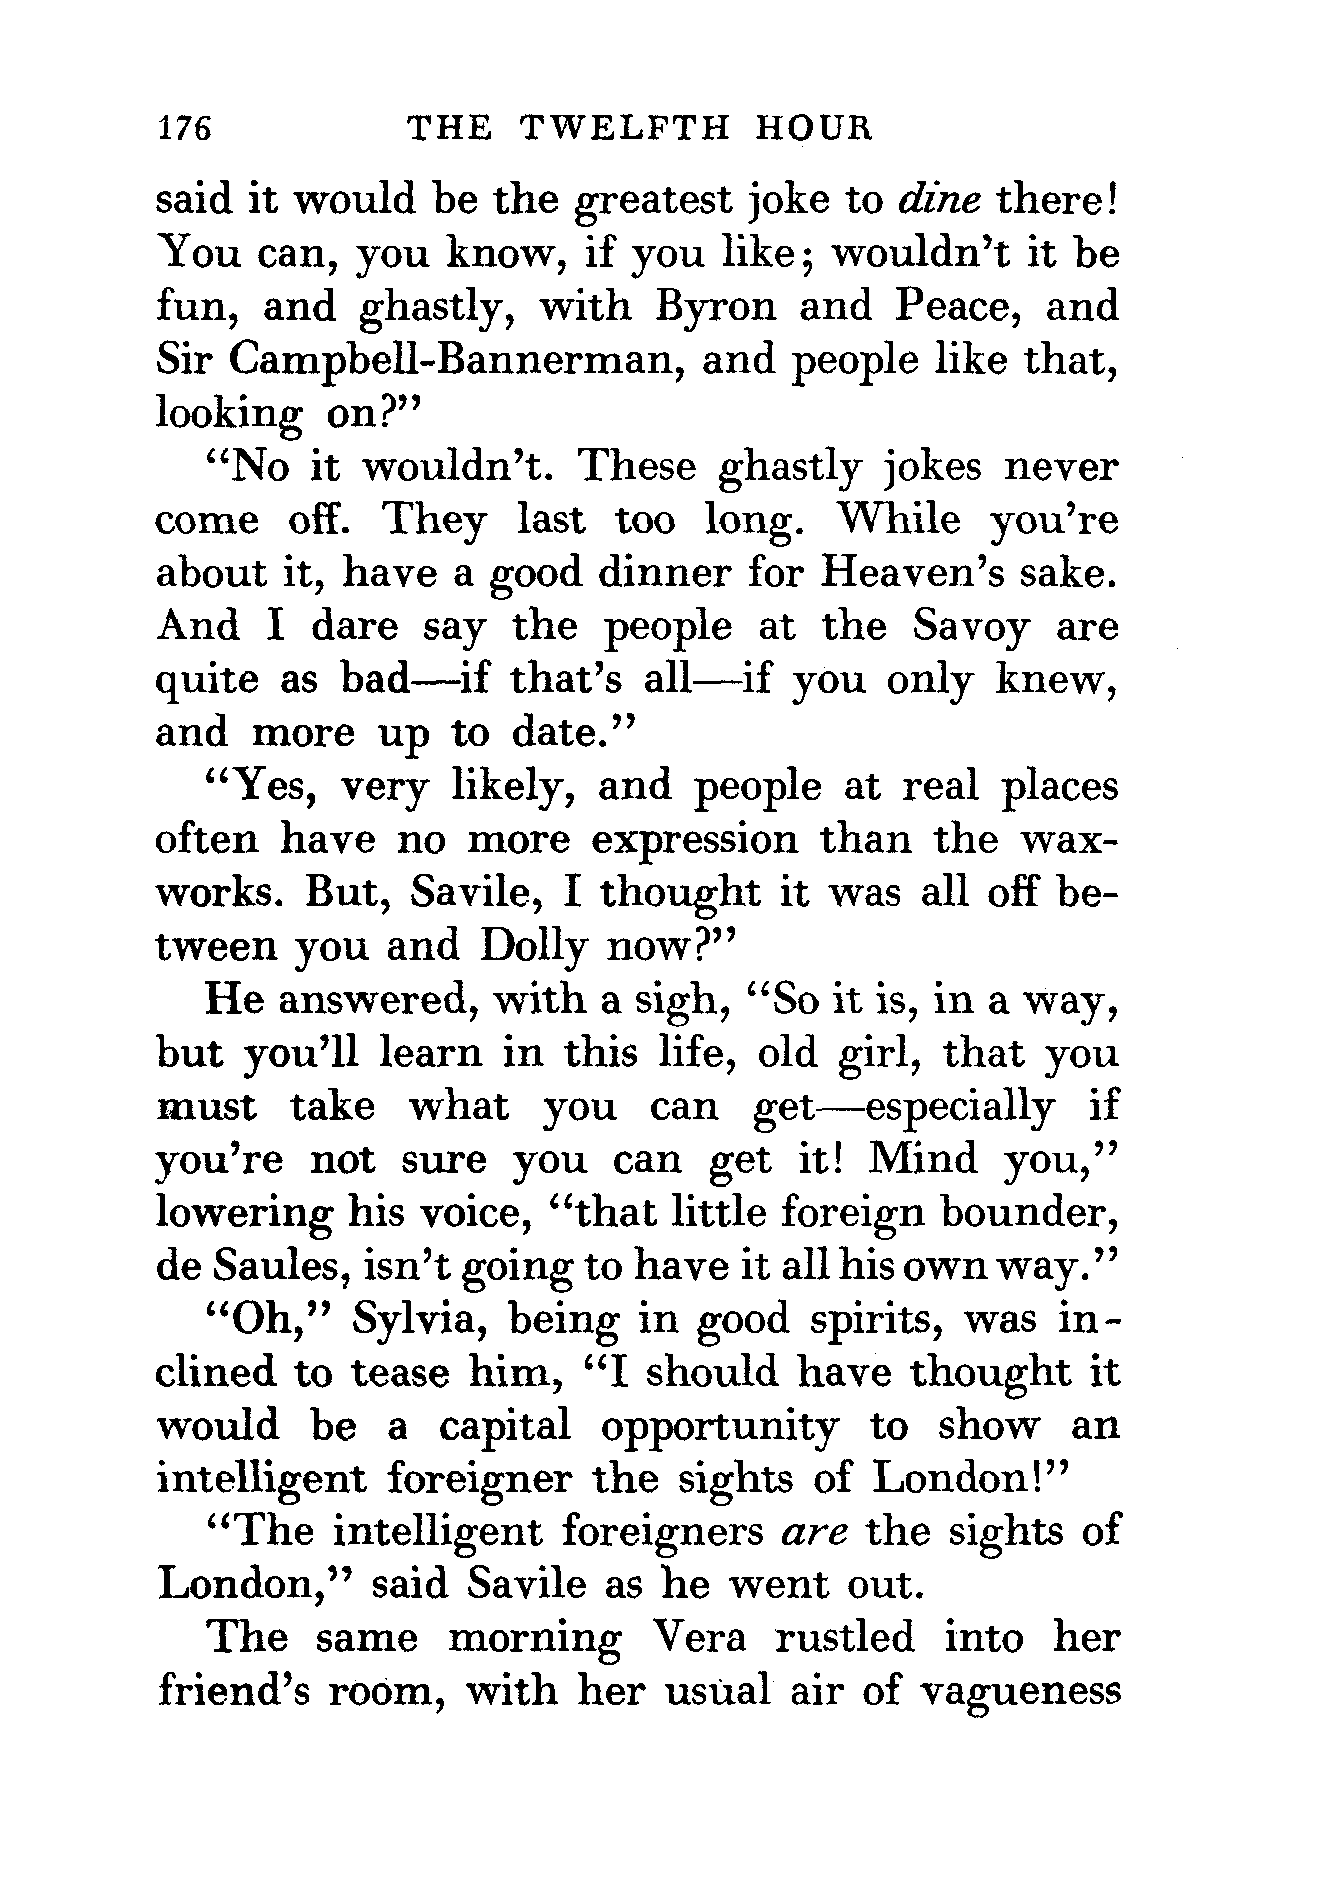 176 THE TWELFTH HOUR
said it would be the greatest joke to dine there!
You can, you know, if you like; wouldn't it be
fun, and ghastly, with Byron and Peace, and
Sir Campbell-Bannerman, and people like that,
looking on?"
"No it wouldn't. These ghastly jokes never
come off. They last too long. While you're
about it, have a good dinner for Heaven's sake.
And I dare say the people at the Savoy are
quite as bad—if that's all—if you only knew,
and more up to date."
"Yes, very likely, and people at real places
often have no more expression than the wax-
works. But, Savile, I thought it was all off be-
tween you and Dolly now?"
He answered, with a sigh, "So it is, in a way,
but you'll learn in this life, old girl, that you
must take what you can get—especially if
you're not sure you can get it! Mind you,"
lowering his voice, "that little foreign bounder,
de Saules, isn't going to have it all his own way."
"Oh," Sylvia, being in good spirits, was in-
clined to tease him, "I should have thought it
would be a capital opportunity to show an
intelligent foreigner the sights of London!"
"The intelligent foreigners are the sights of
London," said Savile as he went out.
The same morning Vera rustled into her
friend's room, with her usual air of vagueness